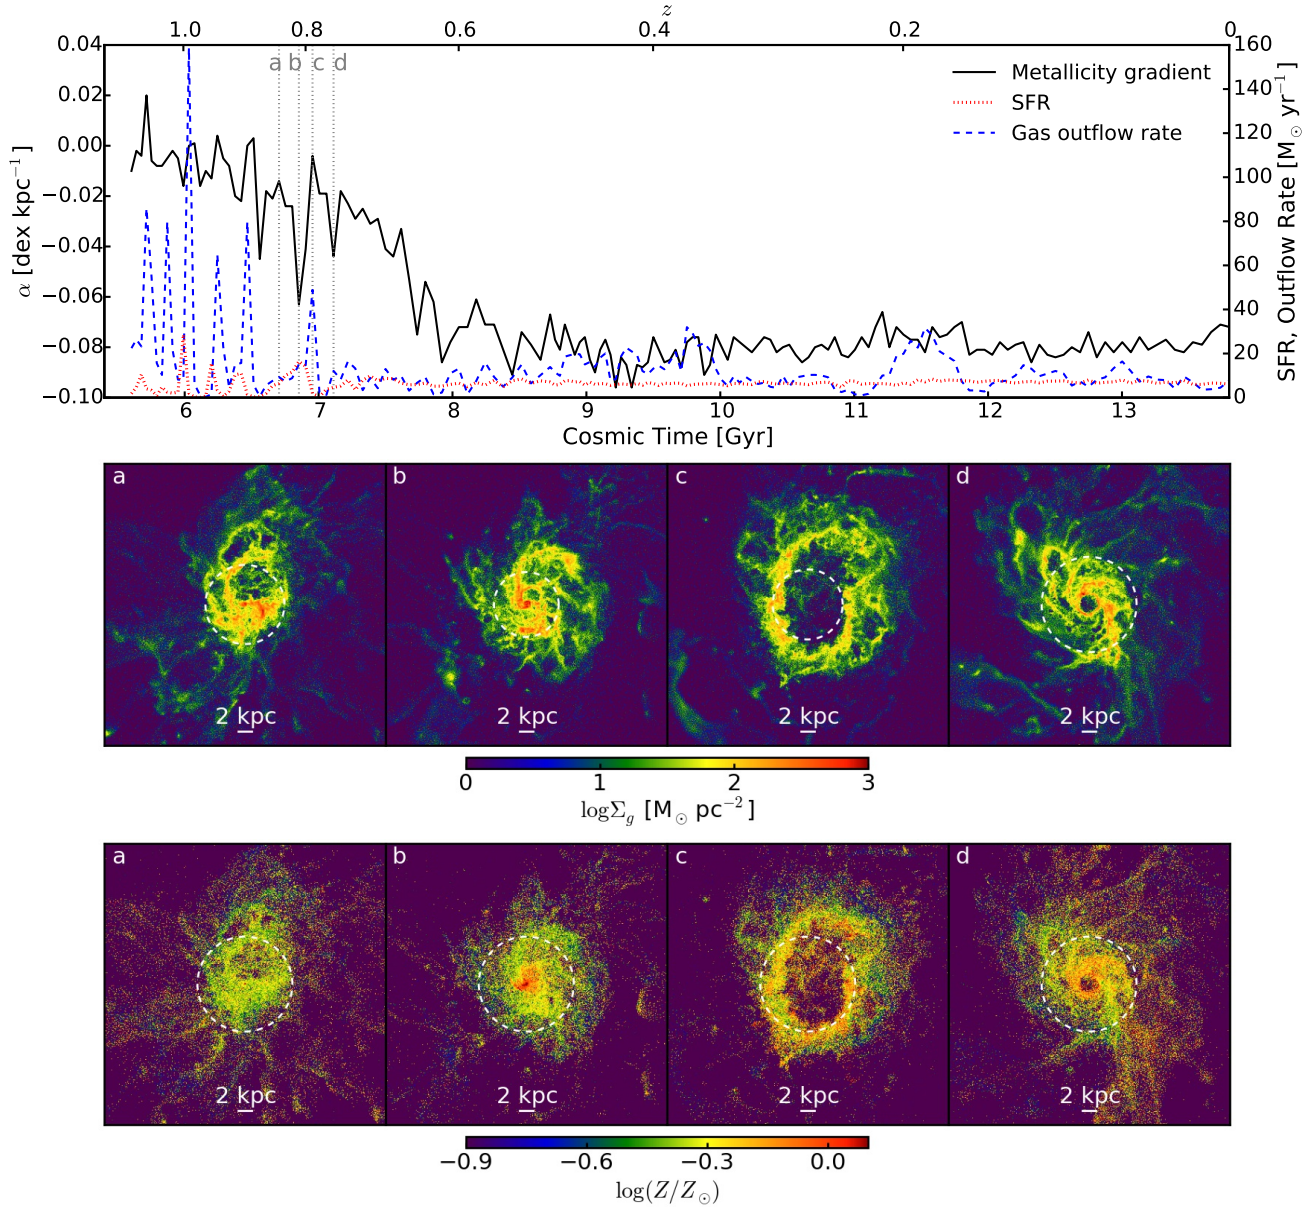 z
1.0 0.8 0.6 0.4 0.2 0
0.04 0.02 0.00 −0.02 −0.04 −0.06 −0.08 −0.10
α [dex kpc⁻¹]
a b c d
Metallicity gradient
SFR
Gas outflow rate
160 140 120 100 80 60 40 20 0
SFR, Outflow Rate [M⊙ yr⁻¹]
6 7 8 9 10 11 12 13
Cosmic Time [Gyr]
a b c d
2 kpc 2 kpc 2 kpc 2 kpc
0 1 2 3
logΣg [M⊙ pc⁻²]
a b c d
2 kpc 2 kpc 2 kpc 2 kpc
−0.9 −0.6 −0.3 0.0
log(Z/Z⊙)